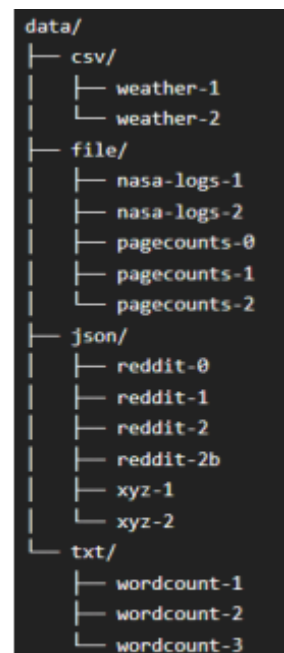 data/
├── csv/
│   ├── weather-1
│   └── weather-2
├── file/
│   ├── nasa-logs-1
│   ├── nasa-logs-2
│   ├── pagecounts-0
│   ├── pagecounts-1
│   └── pagecounts-2
├── json/
│   ├── reddit-0
│   ├── reddit-1
│   ├── reddit-2
│   ├── reddit-2b
│   ├── xyz-1
│   └── xyz-2
└── txt/
    ├── wordcount-1
    ├── wordcount-2
    └── wordcount-3